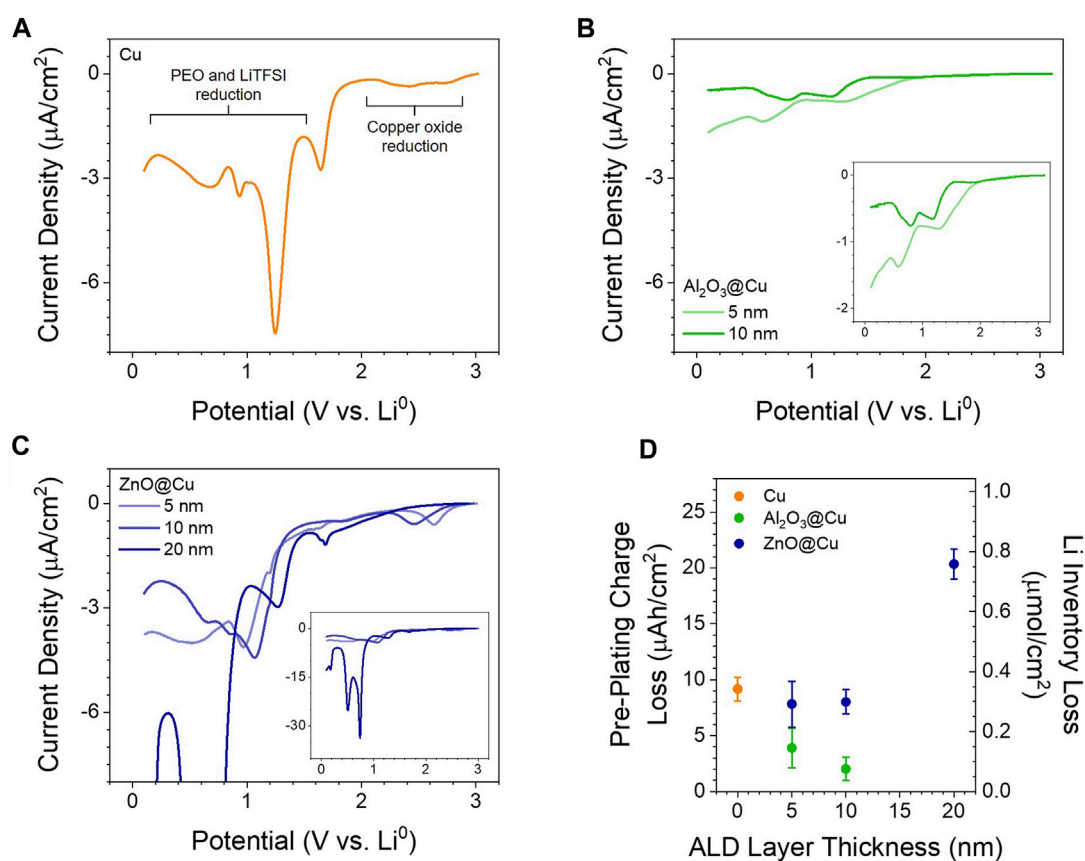 A
Cu
PEO and LiTFSI
reduction
Copper oxide
reduction
0
-3
-6
Current Density (μA/cm²)
0 1 2 3
Potential (V vs. Li⁰)
B
0
-3
-6
Current Density (μA/cm²)
Al₂O₃@Cu
5 nm
10 nm
0
-1
-2
0 1 2 3
0 1 2 3
Potential (V vs. Li⁰)
C
ZnO@Cu
5 nm
10 nm
20 nm
0
-3
-6
Current Density (μA/cm²)
0
-15
-30
0 1 2 3
0 1 2 3
Potential (V vs. Li⁰)
D
Cu
Al₂O₃@Cu
ZnO@Cu
25
20
15
10
5
0
Pre-Plating Charge
Loss (μAh/cm²)
1.0
0.8
0.6
0.4
0.2
0.0
Li Inventory Loss
(μmol/cm²)
0 5 10 15 20
ALD Layer Thickness (nm)